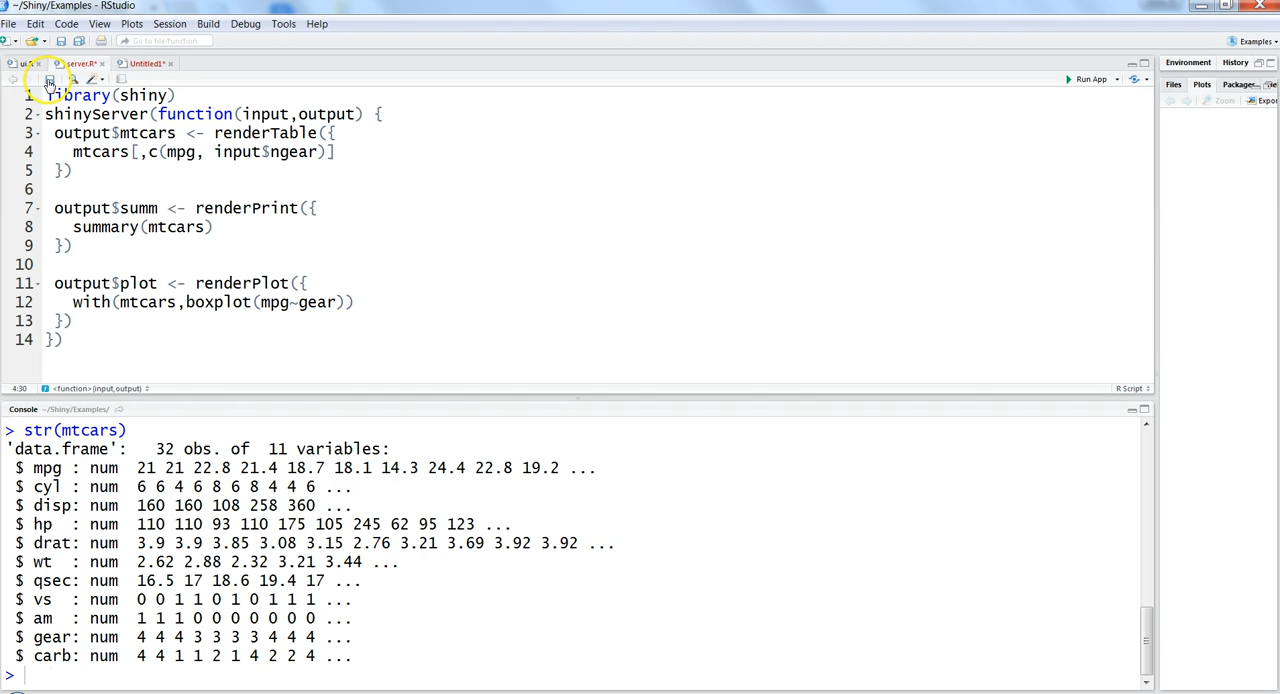 ~/Shiny/Examples - RStudio
File Edit Code View Plots Session Build Debug Tools Help
Go to file/function
Examples
ui.R server.R* Untitled1*
Environment History
Run App
Files Plots Package
Zoom Expor
1 library(shiny)
2 shinyServer(function(input,output) {
3 output$mtcars <- renderTable({
4 mtcars[,c(mpg, input$ngear)]
5 })
6
7 output$summ <- renderPrint({
8 summary(mtcars)
9 })
10
11 output$plot <- renderPlot({
12 with(mtcars,boxplot(mpg~gear))
13 })
14 })
4:30 <function>(input,output) R Script
Console ~/Shiny/Examples/
> str(mtcars)
'data.frame': 32 obs. of 11 variables:
$ mpg : num 21 21 22.8 21.4 18.7 18.1 14.3 24.4 22.8 19.2 ...
$ cyl : num 6 6 4 6 8 6 8 4 4 6 ...
$ disp: num 160 160 108 258 360 ...
$ hp : num 110 110 93 110 175 105 245 62 95 123 ...
$ drat: num 3.9 3.9 3.85 3.08 3.15 2.76 3.21 3.69 3.92 3.92 ...
$ wt : num 2.62 2.88 2.32 3.21 3.44 ...
$ qsec: num 16.5 17 18.6 19.4 17 ...
$ vs : num 0 0 1 1 0 1 0 1 1 1 ...
$ am : num 1 1 1 0 0 0 0 0 0 0 ...
$ gear: num 4 4 4 3 3 3 3 4 4 4 ...
$ carb: num 4 4 1 1 2 1 4 2 2 4 ...
>